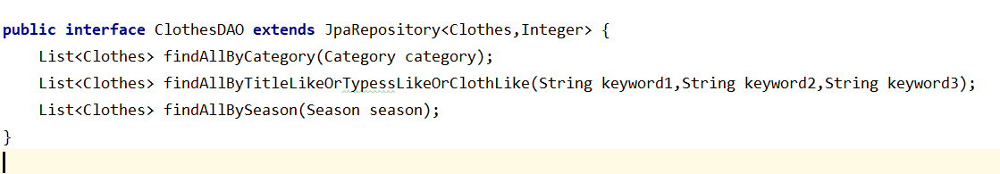 public interface ClothesDAO extends JpaRepository<Clothes,Integer> {
    List<Clothes> findAllByCategory(Category category);
    List<Clothes> findAllByTitleLikeOrTypessLikeOrClothLike(String keyword1,String keyword2,String keyword3);
    List<Clothes> findAllBySeason(Season season);
}